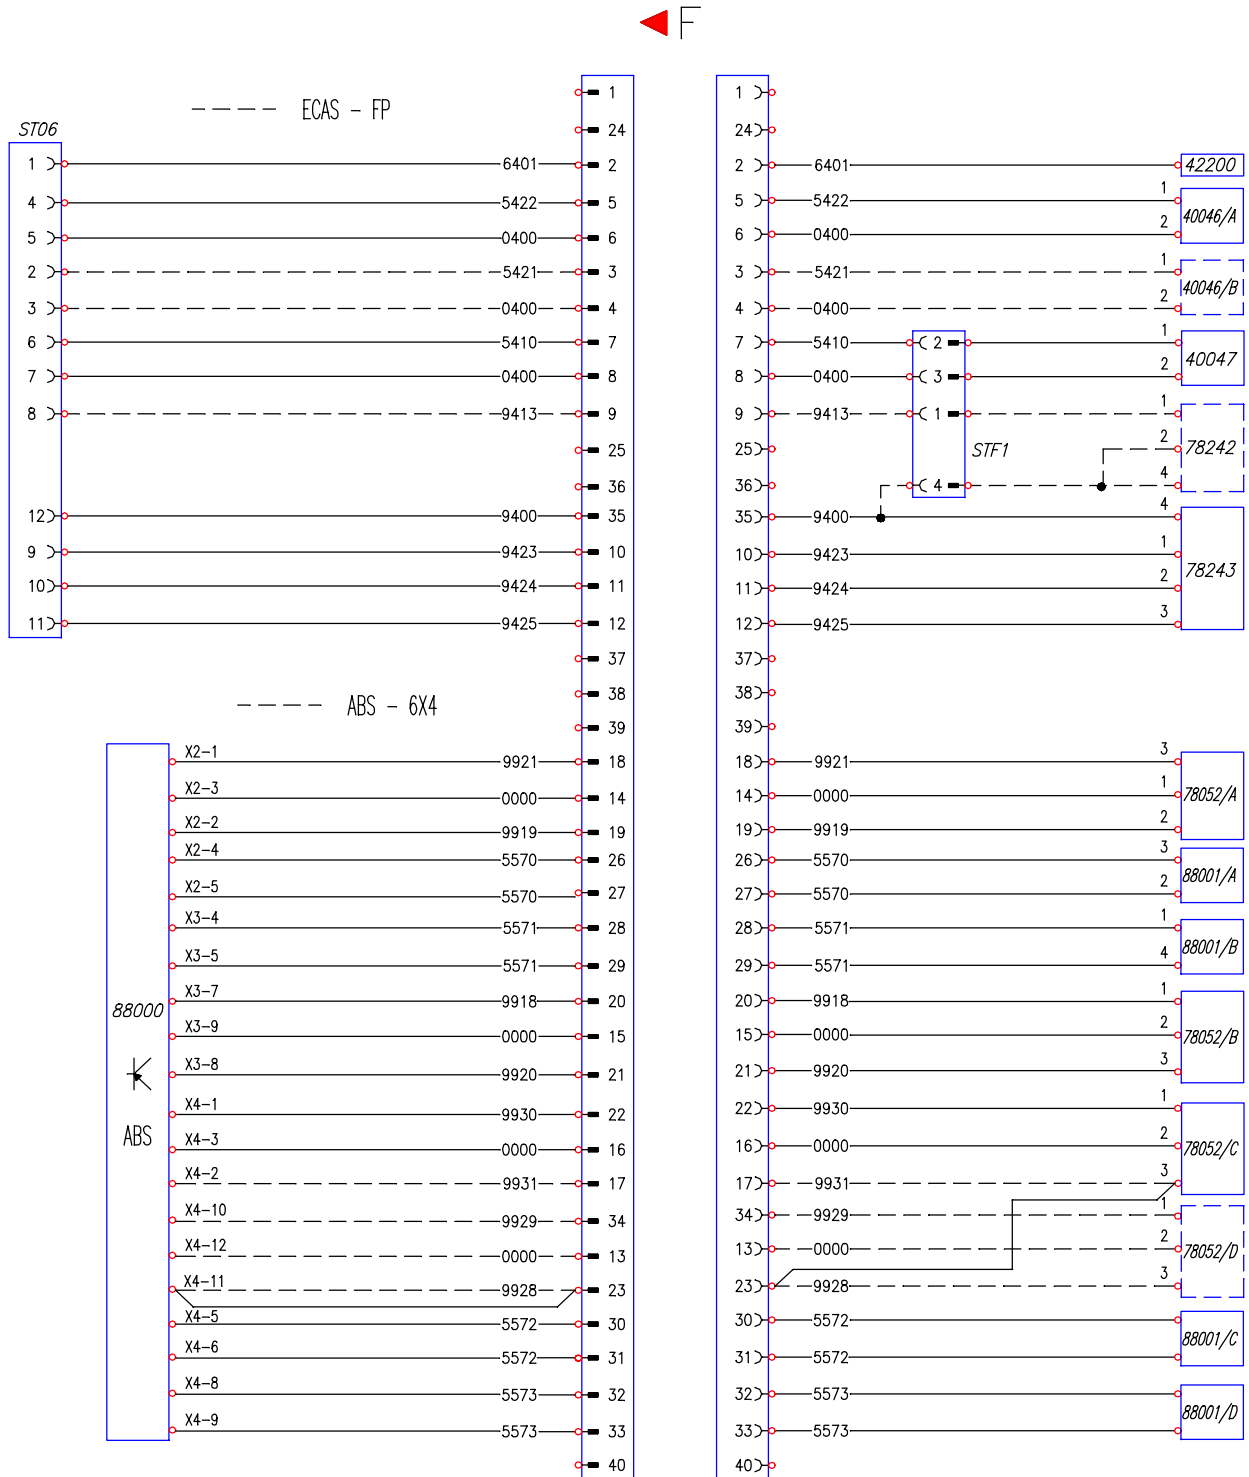 F
ECAS - FP
ST06
1 6401 2
4 5422 5
5 0400 6
2 5421 3
3 0400 4
6 5410 7
7 0400 8
8 9413 9
12 9400 35
9 9423 10
10 9424 11
11 9425 12
1
24
25
36
37
38
39
ABS - 6X4
88000
ABS
X2-1 9921 18
X2-3 0000 14
X2-2 9919 19
X2-4 5570 26
X2-5 5570 27
X3-4 5571 28
X3-5 5571 29
X3-7 9918 20
X3-9 0000 15
X3-8 9920 21
X4-1 9930 22
X4-3 0000 16
X4-2 9931 17
X4-10 9929 34
X4-12 0000 13
X4-11 9928 23
X4-5 5572 30
X4-6 5572 31
X4-8 5573 32
X4-9 5573 33
40
1
24
2 6401 42200
5 5422 1 40046/A
6 0400 2
3 5421 1 40046/B
4 0400 2
7 5410 2 1 40047
8 0400 3 2
9 9413 1 1 78242
25 STF1 2
36 4 4
35 9400 4 78243
10 9423 1
11 9424 2
12 9425 3
37
38
39
18 9921 3 78052/A
14 0000 1
19 9919 2
26 5570 3 88001/A
27 5570 2
28 5571 1 88001/B
29 5571 4
20 9918 1 78052/B
15 0000 2
21 9920 3
22 9930 1 78052/C
16 0000 2
17 9931 3
34 9929 1 78052/D
13 0000 2
23 9928 3
30 5572 88001/C
31 5572
32 5573 88001/D
33 5573
40